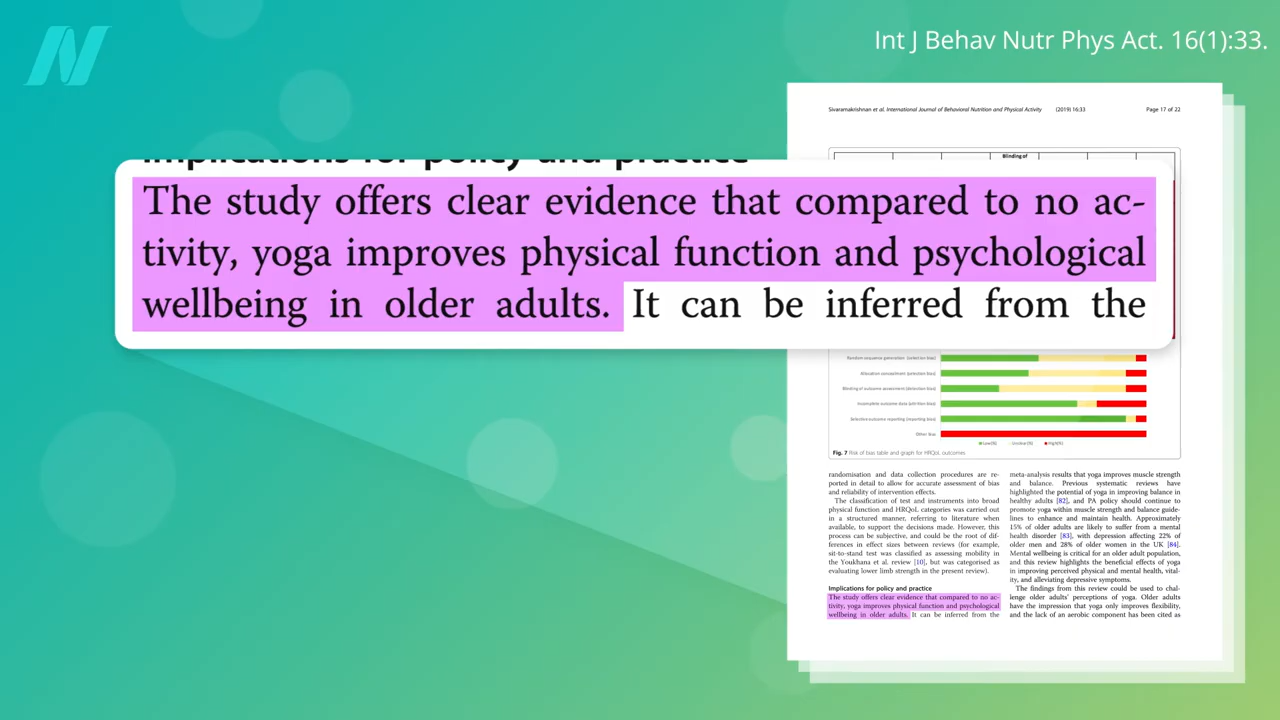 Int J Behav Nutr Phys Act. 16(1):33.
Sivaramakrishnan et al. International Journal of Behavioral Nutrition and Physical Activity (2019) 16:33 Page 17 of 22
Blinding of
Implications for policy and practice
The study offers clear evidence that compared to no ac-
tivity, yoga improves physical function and psychological
wellbeing in older adults. It can be inferred from the
Random sequence generation (selection bias)
Allocation concealment (selection bias)
Blinding of outcome assessment (detection bias)
Incomplete outcome data (attrition bias)
Selective outcome reporting (reporting bias)
Other bias
Low(%) Unclear(%) High(%)
Fig. 7 Risk of bias table and graph for HRQoL outcomes
randomisation and data collection procedures are re-
ported in detail to allow for accurate assessment of bias
and reliability of intervention effects.
The classification of test and instruments into broad
physical function and HRQoL categories was carried out
in a structured manner, referring to literature when
available, to support the decisions made. However, this
process can be subjective, and could be the root of dif-
ferences in effect sizes between reviews (for example,
sit-to-stand test was classified as assessing mobility in
the Youkhana et al. review [10], but was categorised as
evaluating lower limb strength in the present review).
Implications for policy and practice
The study offers clear evidence that compared to no ac-
tivity, yoga improves physical function and psychological
wellbeing in older adults. It can be inferred from the
meta-analysis results that yoga improves muscle strength
and balance. Previous systematic reviews have
highlighted the potential of yoga in improving balance in
healthy adults [82], and PA policy should continue to
promote yoga within muscle strength and balance guide-
lines to enhance and maintain health. Approximately
15% of older adults are likely to suffer from a mental
health disorder [83], with depression affecting 22% of
older men and 28% of older women in the UK [84].
Mental wellbeing is critical for an older adult population,
and this review highlights the beneficial effects of yoga
in improving perceived physical and mental health, vital-
ity, and alleviating depressive symptoms.
The findings from this review could be used to chal-
lenge older adults' perceptions of yoga. Older adults
have the impression that yoga only improves flexibility,
and the lack of an aerobic component has been cited as